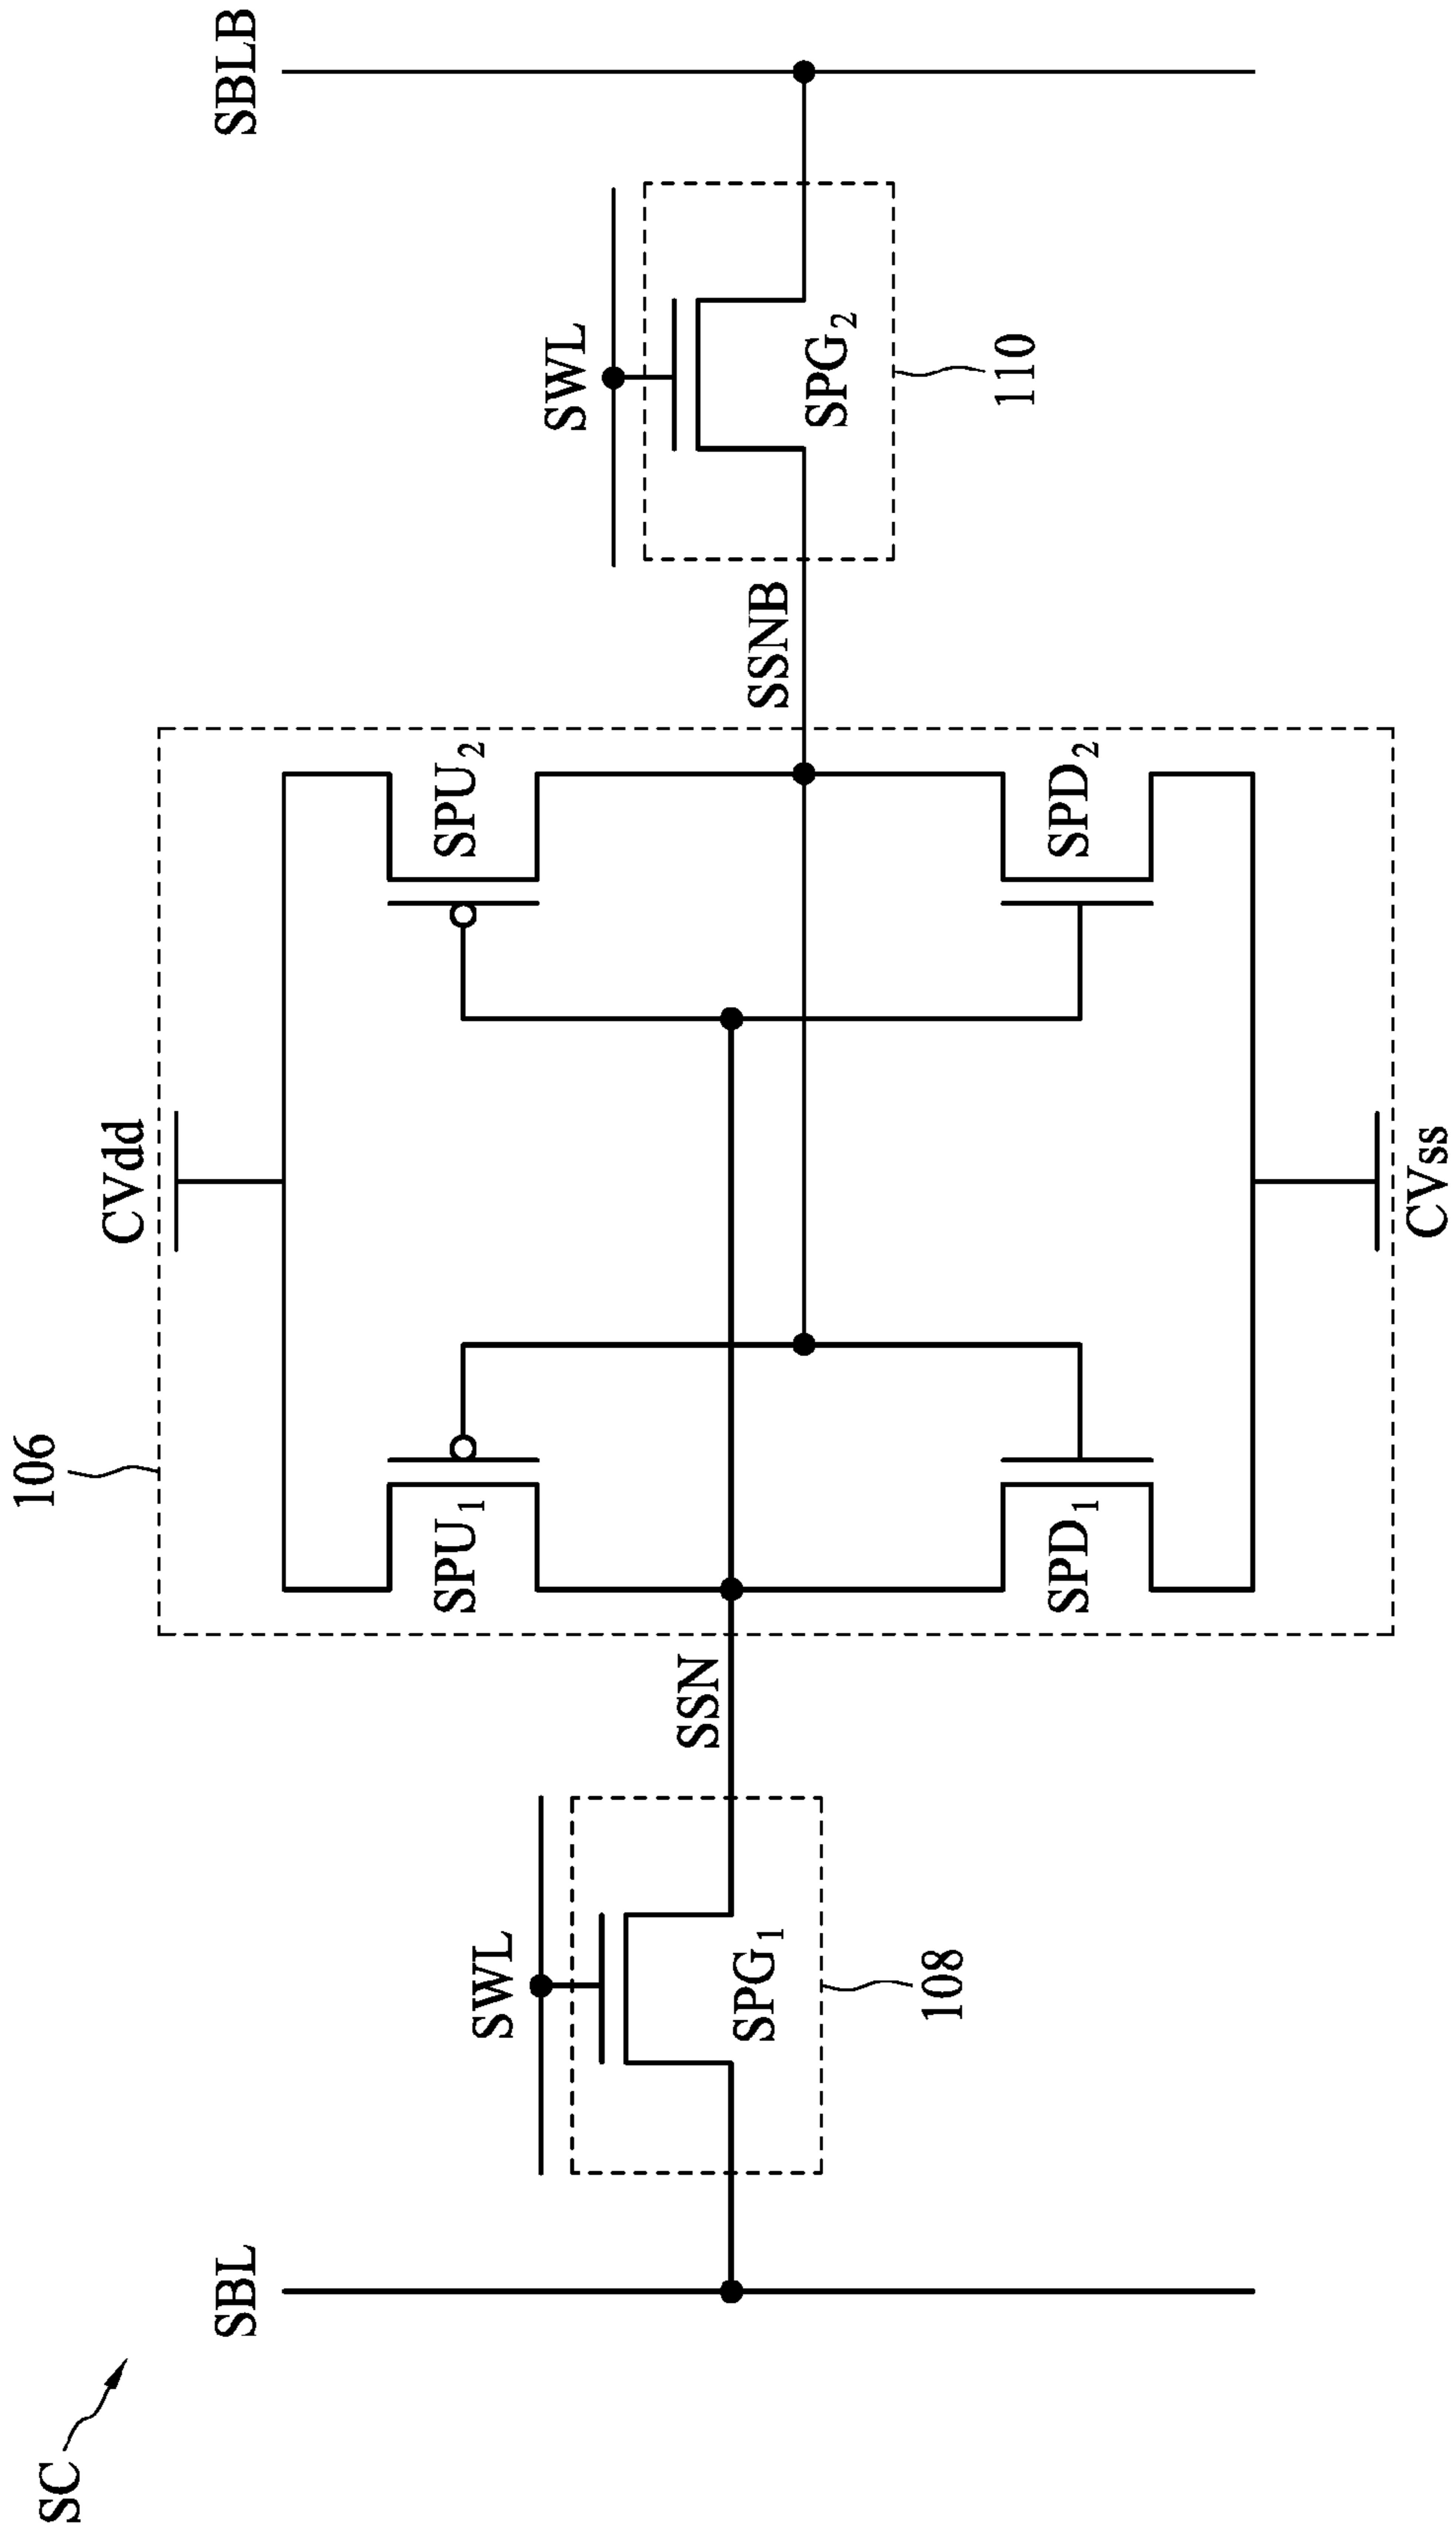 SC
SBL
SWL
SPG1
108
SSN
106
CVdd
SPU1
SPD1
SPU2
SPD2
CVss
SSNB
SWL
SPG2
110
SBLB